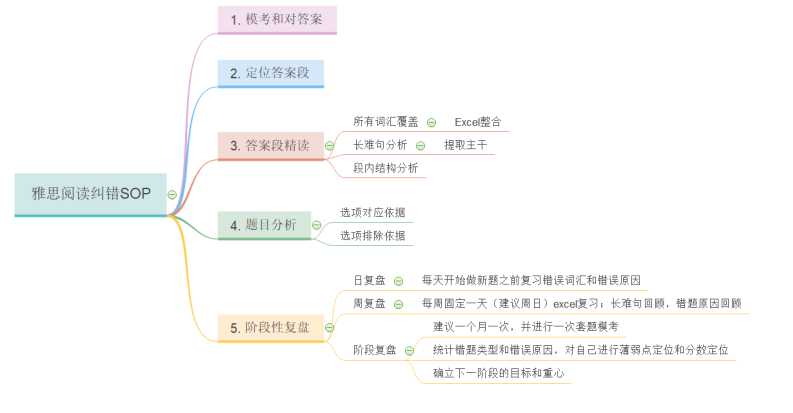 雅思阅读纠错SOP
1. 模考和对答案
2. 定位答案段
3. 答案段精读
所有词汇覆盖
Excel整合
长难句分析
提取主干
段内结构分析
4. 题目分析
选项对应依据
选项排除依据
5. 阶段性复盘
日复盘
每天开始做新题之前复习错误词汇和错误原因
周复盘
每周固定一天（建议周日）excel复习；长难句回顾，错题原因回顾
阶段复盘
建议一个月一次，并进行一次套题模考
统计错题类型和错误原因，对自己进行薄弱点定位和分数定位
确立下一阶段的目标和重心